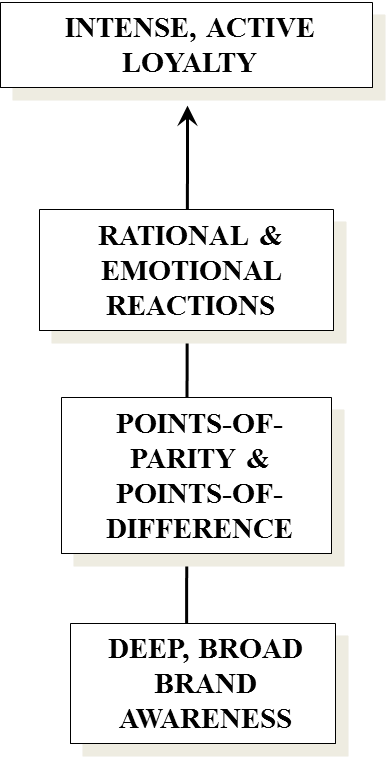 INTENSE, ACTIVE
LOYALTY
RATIONAL &
EMOTIONAL
REACTIONS
POINTS-OF-
PARITY &
POINTS-OF-
DIFFERENCE
DEEP, BROAD
BRAND
AWARENESS